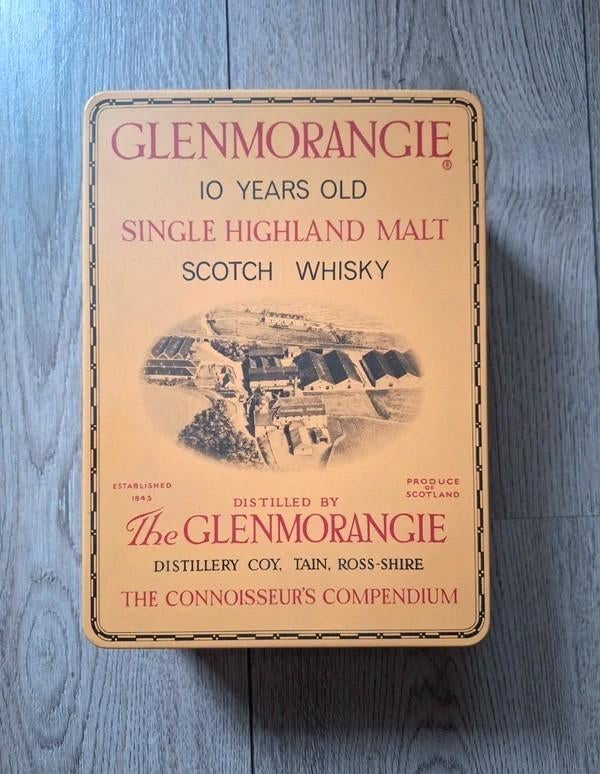 GLENMORANGIE®
10 YEARS OLD
SINGLE HIGHLAND MALT
SCOTCH WHISKY
ESTABLISHED
1843
PRODUCE
OF
SCOTLAND
DISTILLED BY
The GLENMORANGIE
DISTILLERY COY, TAIN, ROSS-SHIRE
THE CONNOISSEUR'S COMPENDIUM